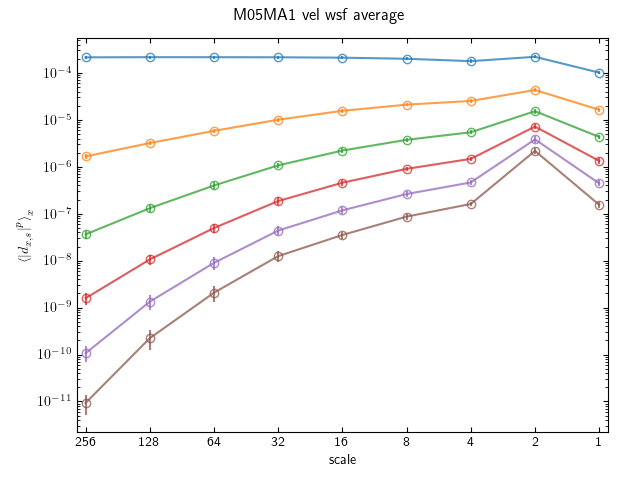 M05MA1 vel wsf average
⟨|d_{x,s}|^p⟩_x
10^{-4}
10^{-5}
10^{-6}
10^{-7}
10^{-8}
10^{-9}
10^{-10}
10^{-11}
256 128 64 32 16 8 4 2 1
scale